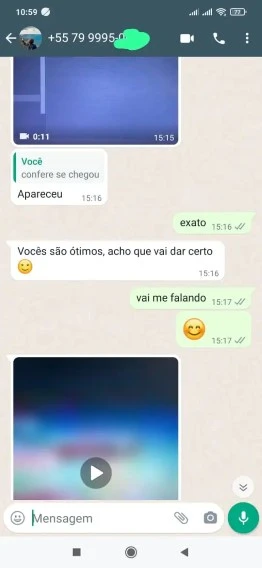 10:59
77
+55 79 9995-
0:11
15:15
Você
confere se chegou
Apareceu
15:16
exato
15:16
Vocês são ótimos, acho que vai dar certo
15:16
vai me falando
15:17
15:17
Mensagem